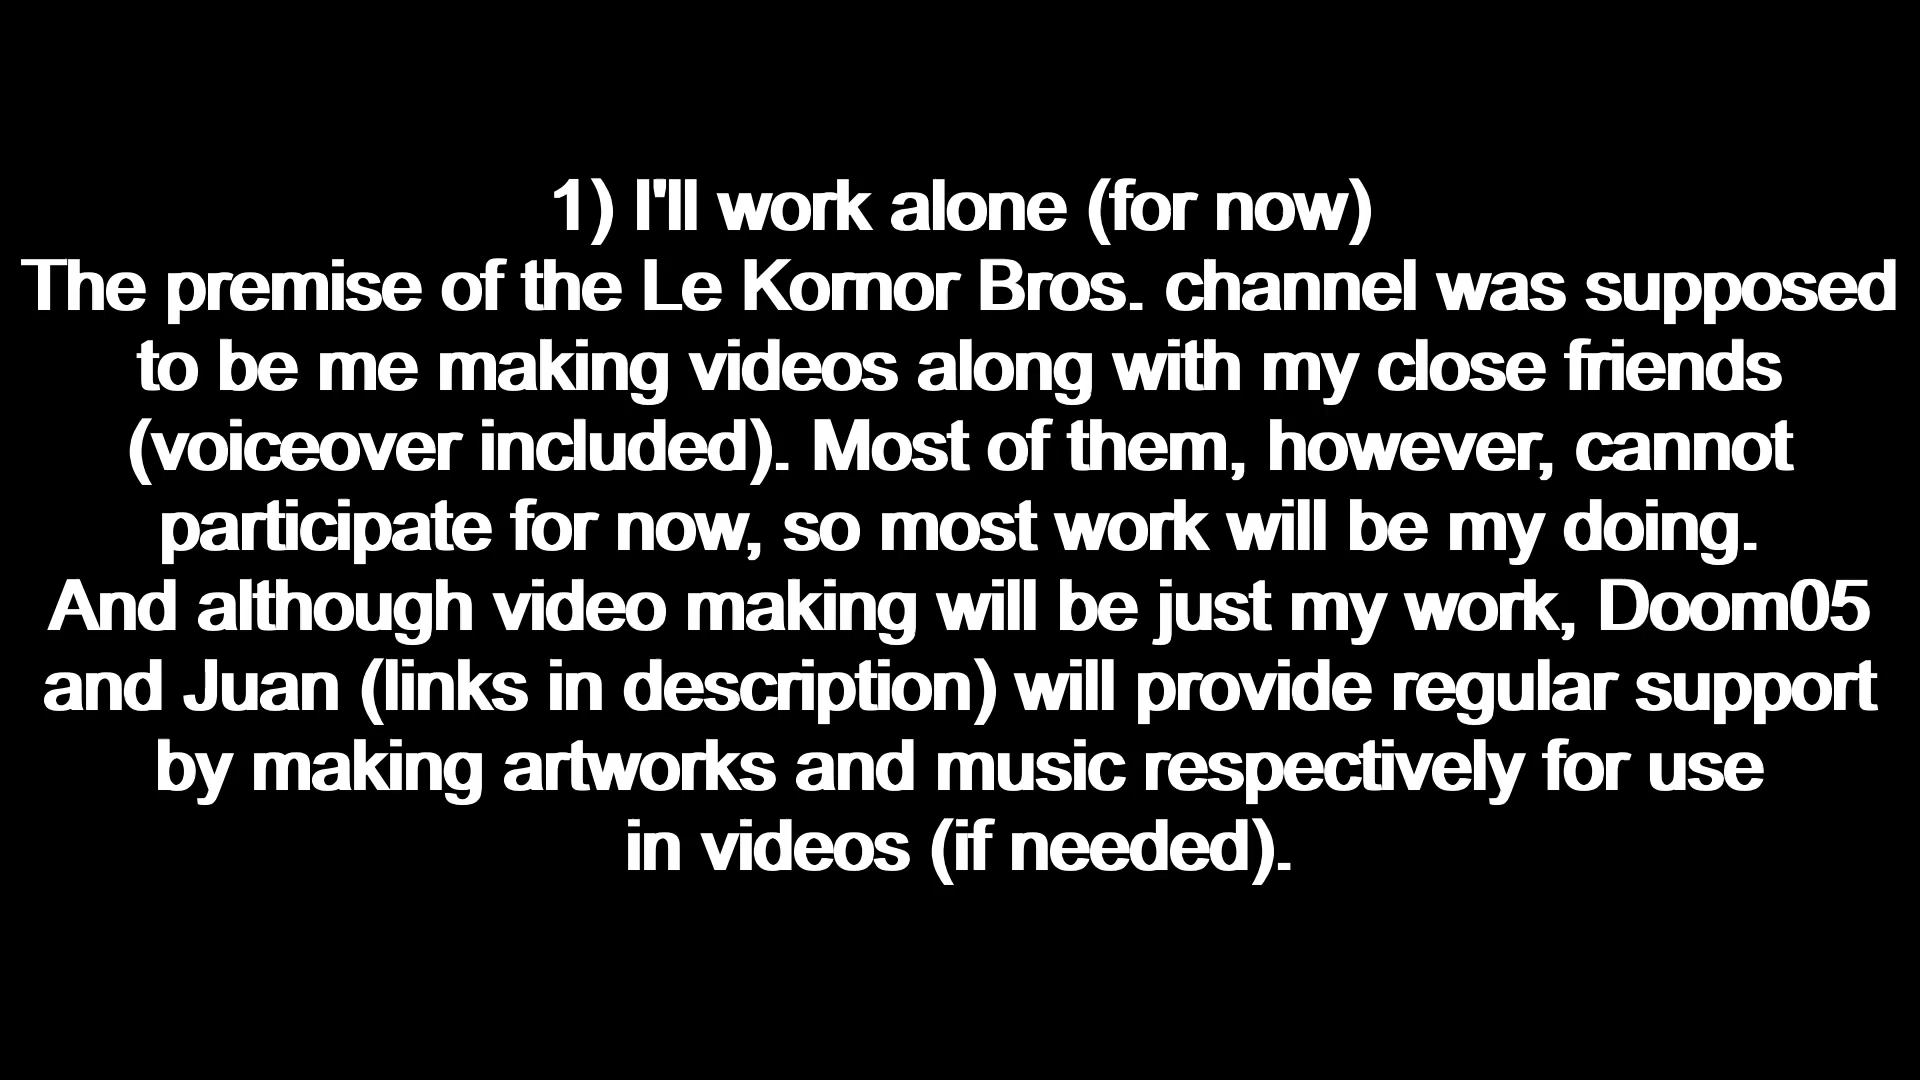 1) I'll work alone (for now)
The premise of the Le Kornor Bros. channel was supposed
to be me making videos along with my close friends
(voiceover included). Most of them, however, cannot
participate for now, so most work will be my doing.
And although video making will be just my work, Doom05
and Juan (links in description) will provide regular support
by making artworks and music respectively for use
in videos (if needed).